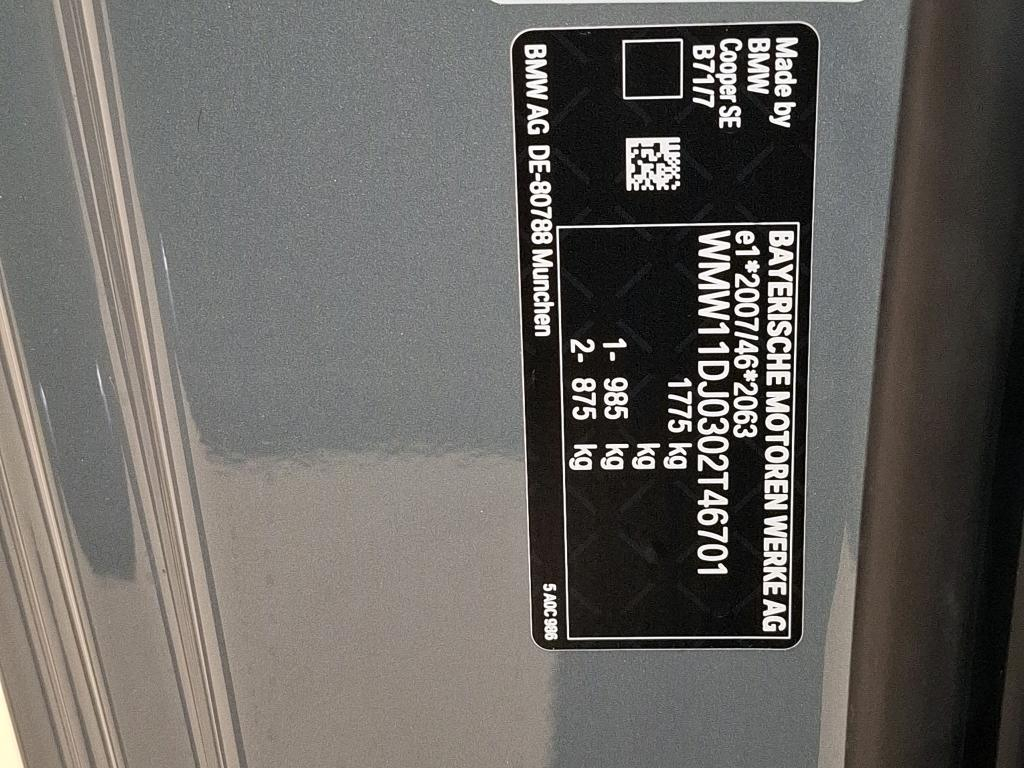 Made by
BMW
Cooper SE
B71/7
BAYERISCHE MOTOREN WERKE AG
e1*2007/46*2063
WMW11DJ0302T46701
1775 kg
kg
1- 985 kg
2- 875 kg
BMW AG DE-80788 Munchen
5 A0C 986